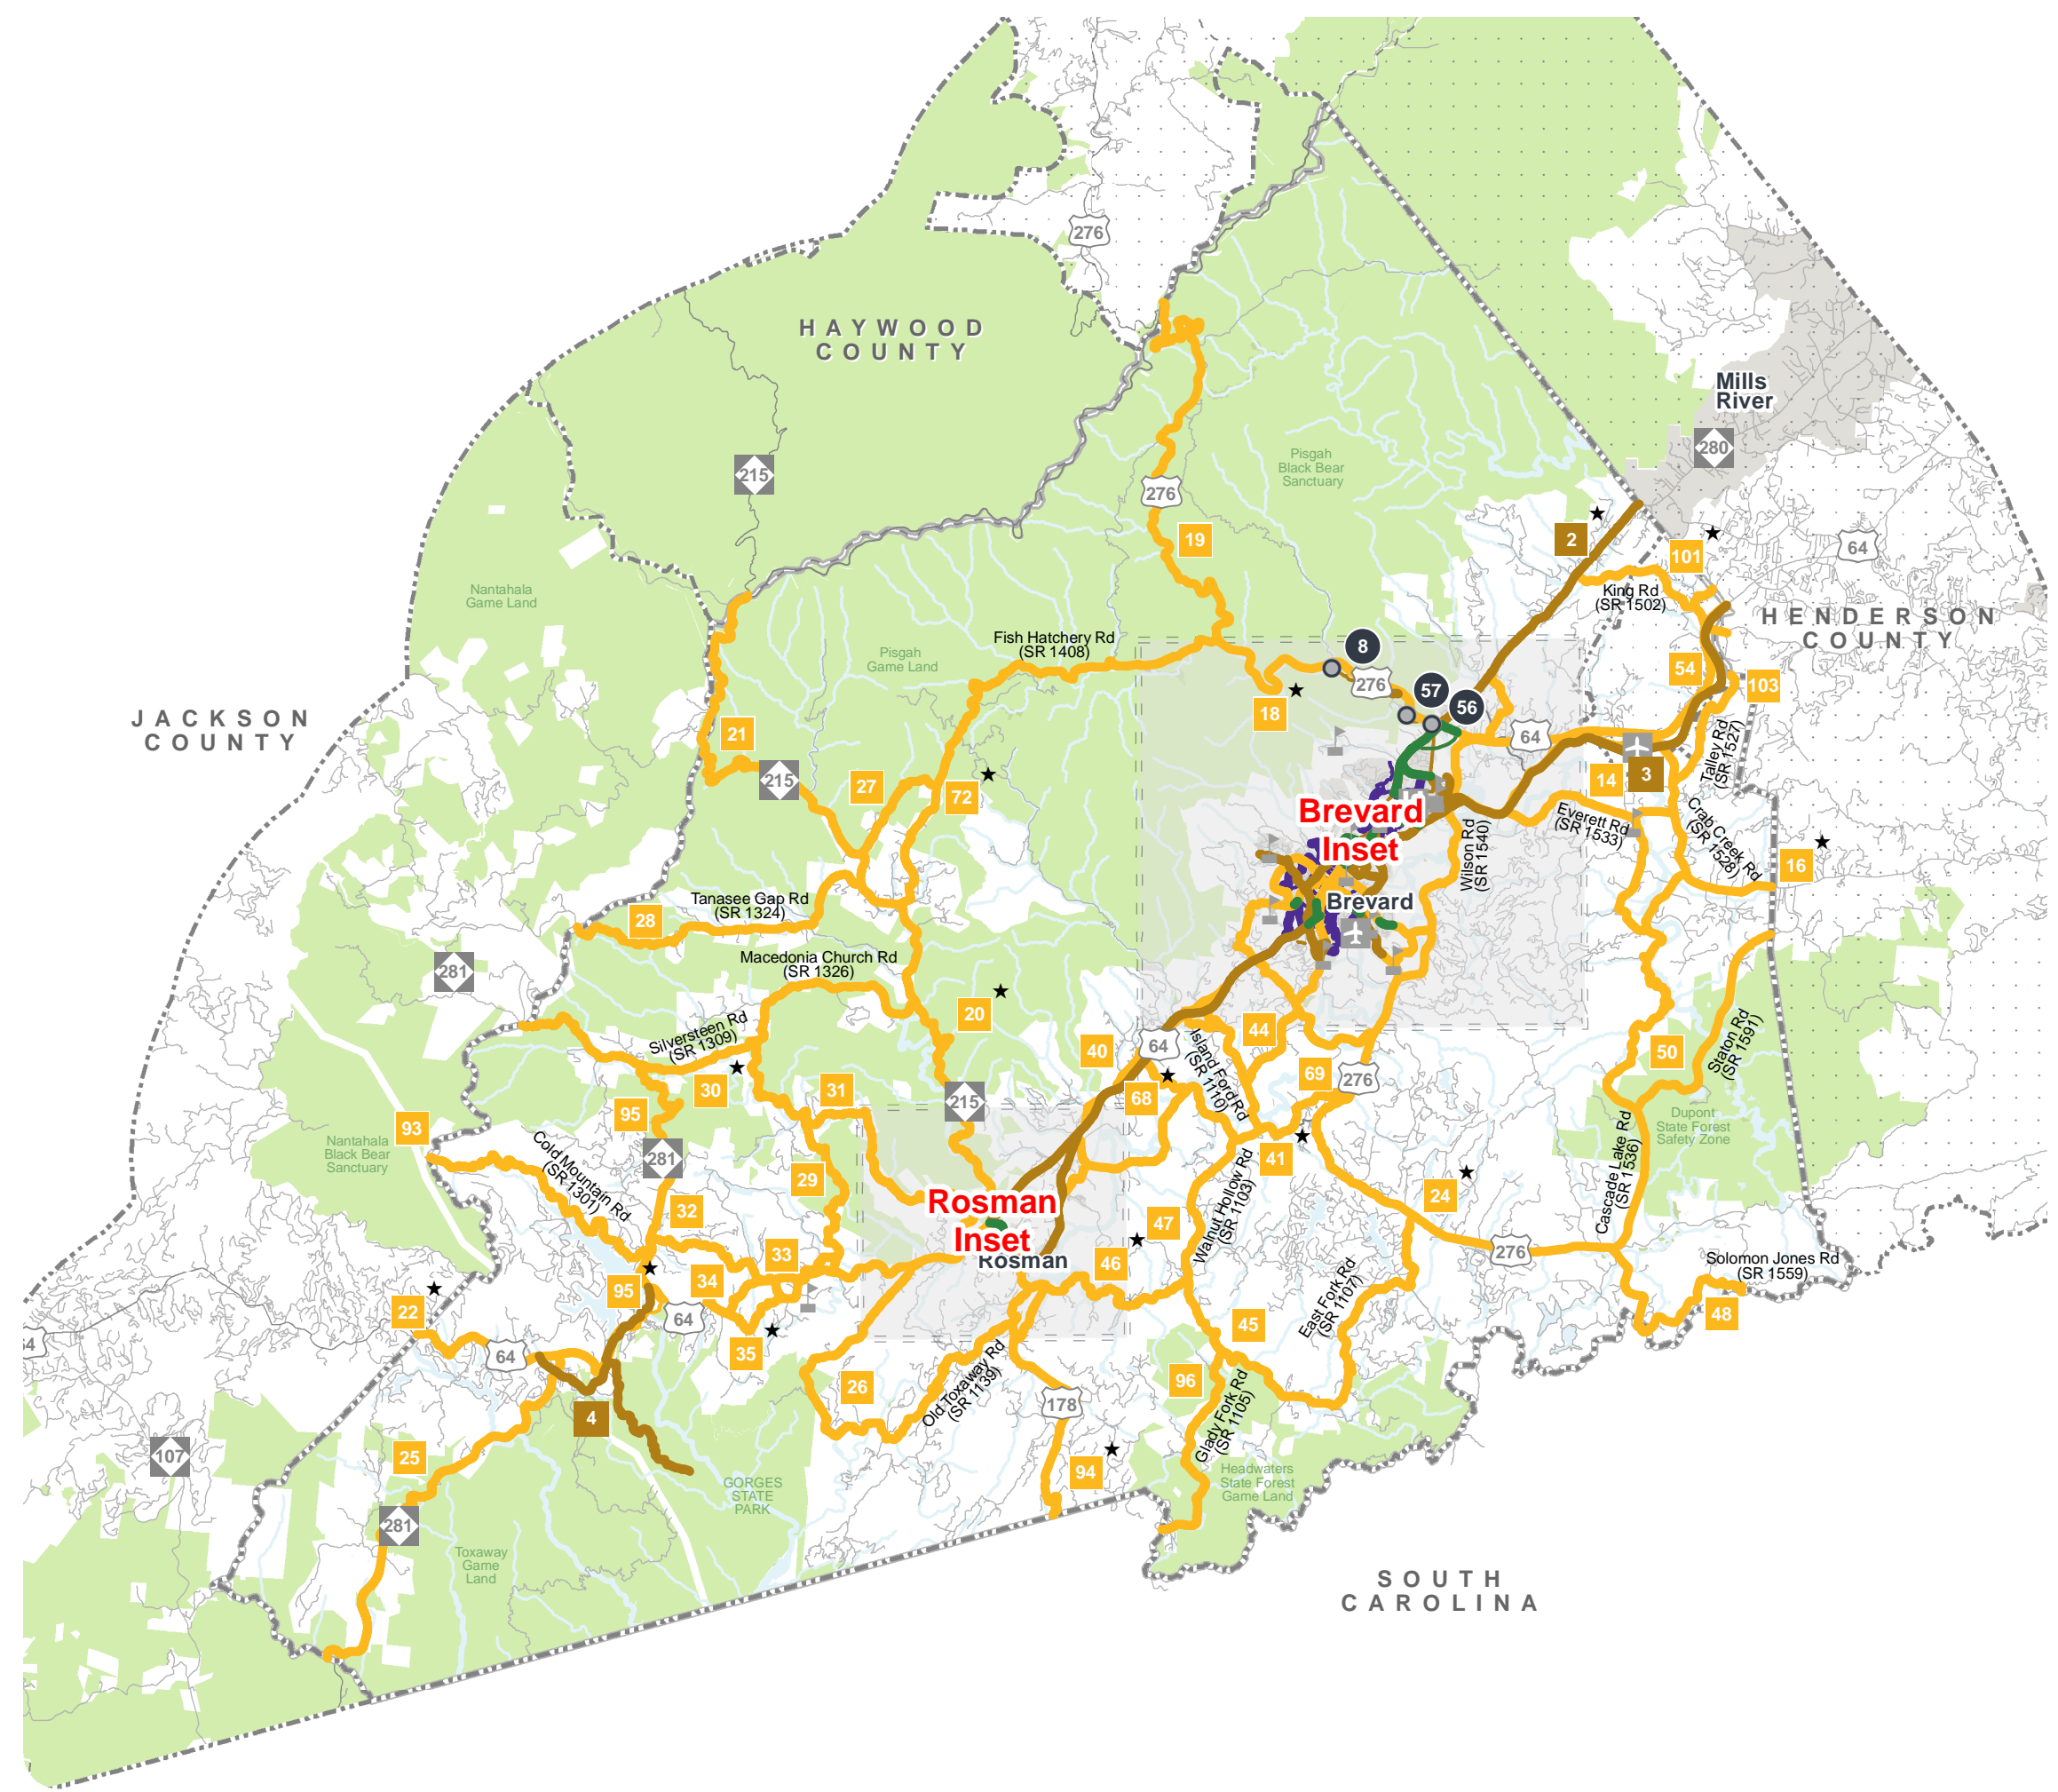 276
HAYWOOD
COUNTY
Mills
River
280
215
Pisgah
Black Bear
Sanctuary
276
19
2
101
64
Nantahala
Game Land
King Rd
(SR 1502)
HENDERSON
COUNTY
Fish Hatchery Rd
(SR 1408)
Pisgah
Game Land
8
276
57
56
54
103
18
JACKSON
COUNTY
21
64
Talley Rd
(SR 1527)
215
27
72
14
3
Brevard
Inset
Everett Rd
(SR 1533)
Crab Creek Rd
(SR 1528)
Wilson Rd
(SR 1540)
16
Brevard
Tanasee Gap Rd
(SR 1324)
28
Macedonia Church Rd
(SR 1326)
281
20
Silversteen Rd
(SR 1309)
30
31
40
64
44
Island Ford Rd
(SR 1110)
69
276
50
Staton Rd
(SR 1591)
95
215
68
93
Nantahala
Black Bear
Sanctuary
Cold Mountain Rd
(SR 1301)
281
29
41
Dupont
State Forest
Safety Zone
Cascade Lake Rd
(SR 1536)
24
32
Rosman
Inset
Rosman
47
Walnut Hollow Rd
(SR 1103)
46
276
Solomon Jones Rd
(SR 1559)
33
34
95
64
22
64
64
35
45
East Fork Rd
(SR 1107)
48
26
Old Toxaway Rd
(SR 1139)
96
Glady Fork Rd
(SR 1105)
178
4
25
107
94
Headwaters
State Forest
Game Land
GORGES
STATE
PARK
281
Toxaway
Game
Land
SOUTH
CAROLINA